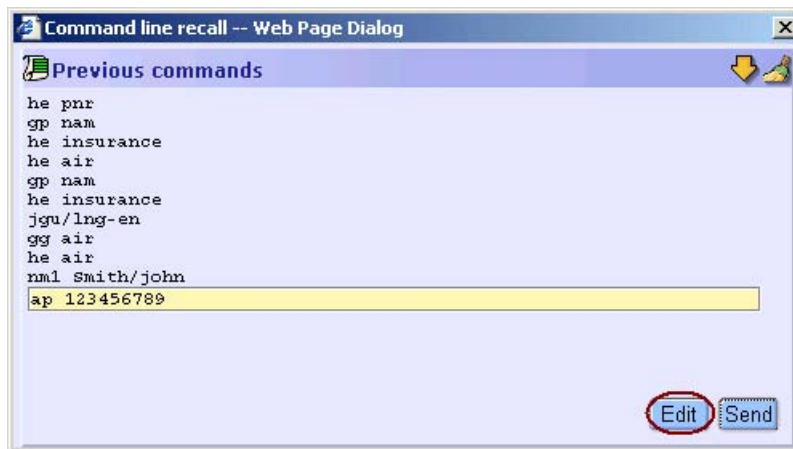 Command line recall -- Web Page Dialog
Previous commands
he pnr
gp nam
he insurance
he air
gp nam
he insurance
jgu/lng-en
gg air
he air
nm1 Smith/john
ap 123456789
Edit Send